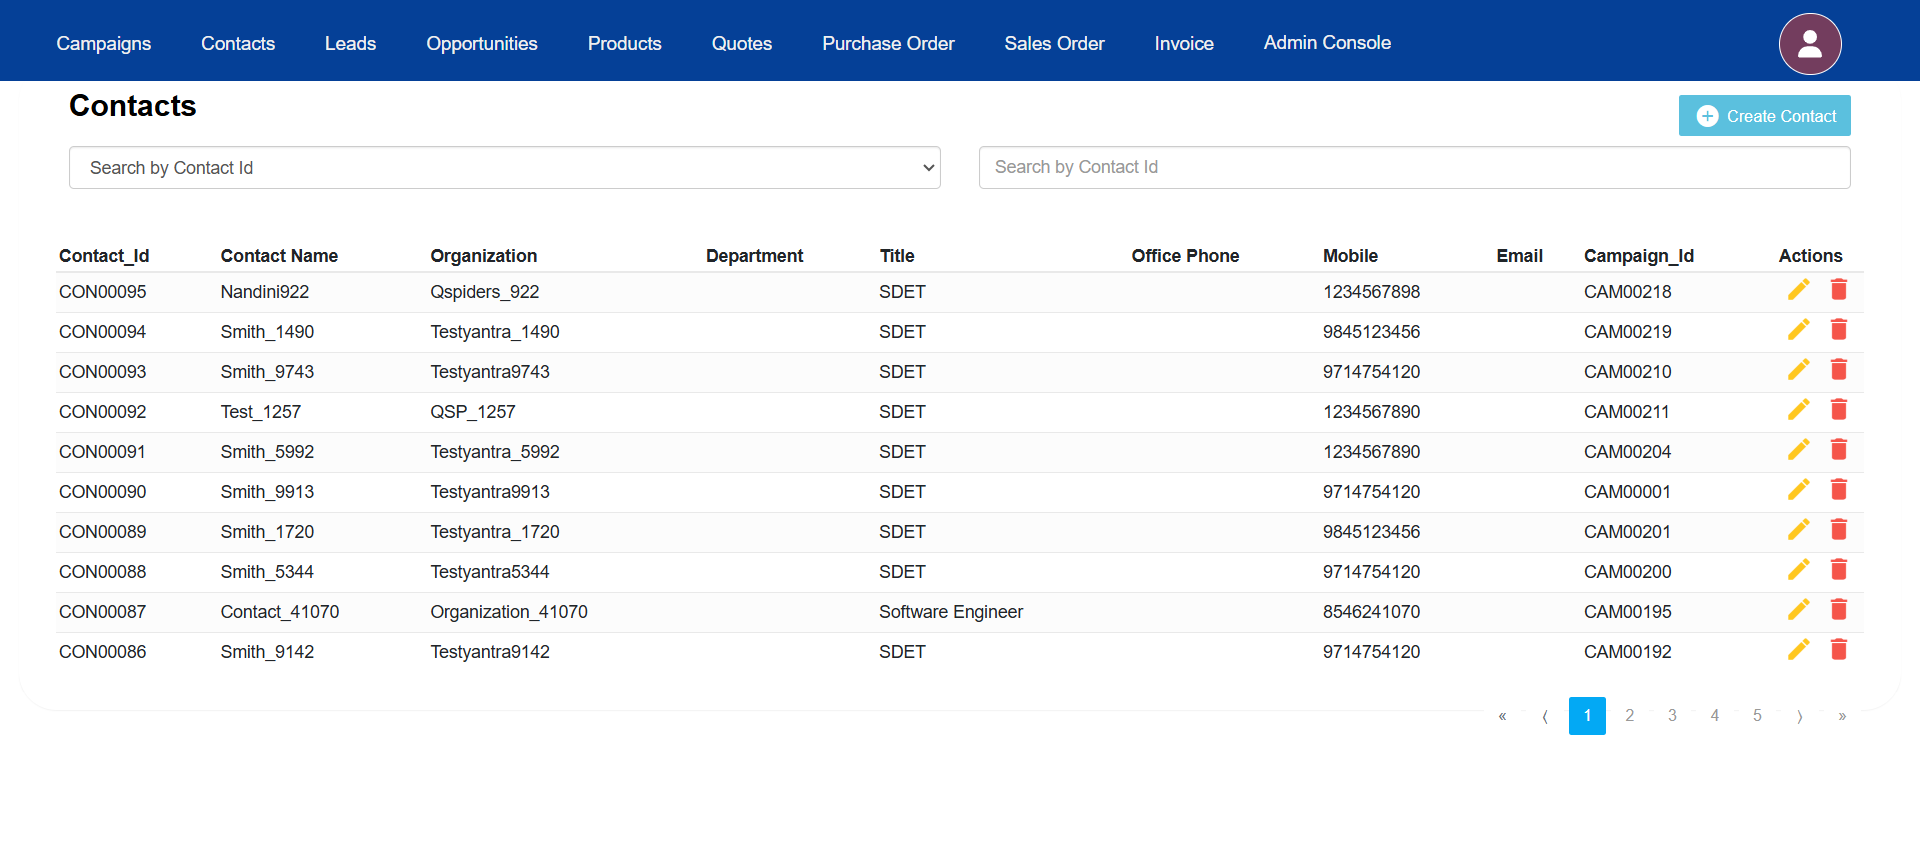 Campaigns Contacts Leads Opportunities Products Quotes Purchase Order Sales Order Invoice Admin Console
Contacts
Create Contact
Search by Contact Id Search by Contact Id
Contact_Id Contact Name Organization Department Title Office Phone Mobile Email Campaign_Id Actions
CON00095 Nandini922 Qspiders_922 SDET 1234567898 CAM00218
CON00094 Smith_1490 Testyantra_1490 SDET 9845123456 CAM00219
CON00093 Smith_9743 Testyantra9743 SDET 9714754120 CAM00210
CON00092 Test_1257 QSP_1257 SDET 1234567890 CAM00211
CON00091 Smith_5992 Testyantra_5992 SDET 1234567890 CAM00204
CON00090 Smith_9913 Testyantra9913 SDET 9714754120 CAM00001
CON00089 Smith_1720 Testyantra_1720 SDET 9845123456 CAM00201
CON00088 Smith_5344 Testyantra5344 SDET 9714754120 CAM00200
CON00087 Contact_41070 Organization_41070 Software Engineer 8546241070 CAM00195
CON00086 Smith_9142 Testyantra9142 SDET 9714754120 CAM00192
« ⟨ 1 2 3 4 5 ⟩ »